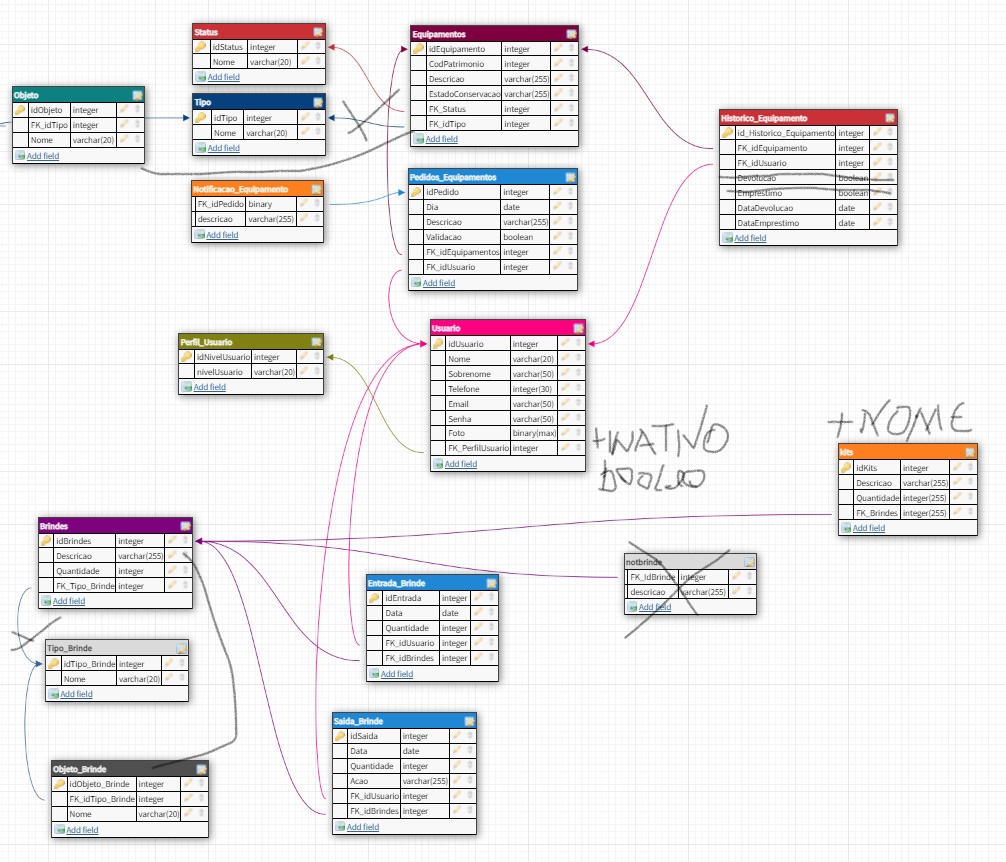 Status
idStatus integer
Nome varchar(20)
Add field
Equipamentos
idEquipamento integer
CodPatrimonio integer
Descricao varchar(255)
EstadoConservacao varchar(255)
FK_Status integer
FK_idTipo integer
Add field
Objeto
idObjeto integer
FK_idTipo integer
Nome varchar(20)
Add field
Tipo
idTipo integer
Nome varchar(20)
Add field
Historico_Equipamento
id_Historico_Equipamento integer
FK_idEquipamento integer
FK_idUsuario integer
Devolucao boolean
Emprestimo boolean
DataDevolucao date
DataEmprestimo date
Add field
Notificacao_Equipamento
FK_idPedido binary
descricao varchar(255)
Add field
Pedidos_Equipamentos
idPedido integer
Dia date
Descricao varchar(255)
Validacao boolean
FK_idEquipamentos integer
FK_idUsuario integer
Add field
Perfil_Usuario
idNivelUsuario integer
nivelUsuario varchar(20)
Add field
Usuario
idUsuario integer
Nome varchar(20)
Sobrenome varchar(50)
Telefone integer(30)
Email varchar(50)
Senha varchar(50)
Foto binary(max)
FK_PerfilUsuario integer
Add field
+INATIVO
BOOLEO
+NOME
kits
idKits integer
Descricao varchar(255)
Quantidade integer(255)
FK_Brindes integer(255)
Add field
Brindes
idBrindes integer
Descricao varchar(255)
Quantidade integer
FK_Tipo_Brinde integer
Add field
notbrinde
FK_IdBrinde integer
descricao varchar(255)
Add field
Entrada_Brinde
idEntrada integer
Data date
Quantidade integer
FK_idUsuario integer
FK_idBrindes integer
Add field
Tipo_Brinde
idTipo_Brinde integer
Nome varchar(20)
Add field
Saida_Brinde
idSaida integer
Data date
Quantidade integer
Acao varchar(255)
FK_idUsuario integer
FK_idBrindes integer
Add field
Objeto_Brinde
idObjeto_Brinde integer
FK_idTipo_Brinde integer
Nome varchar(20)
Add field